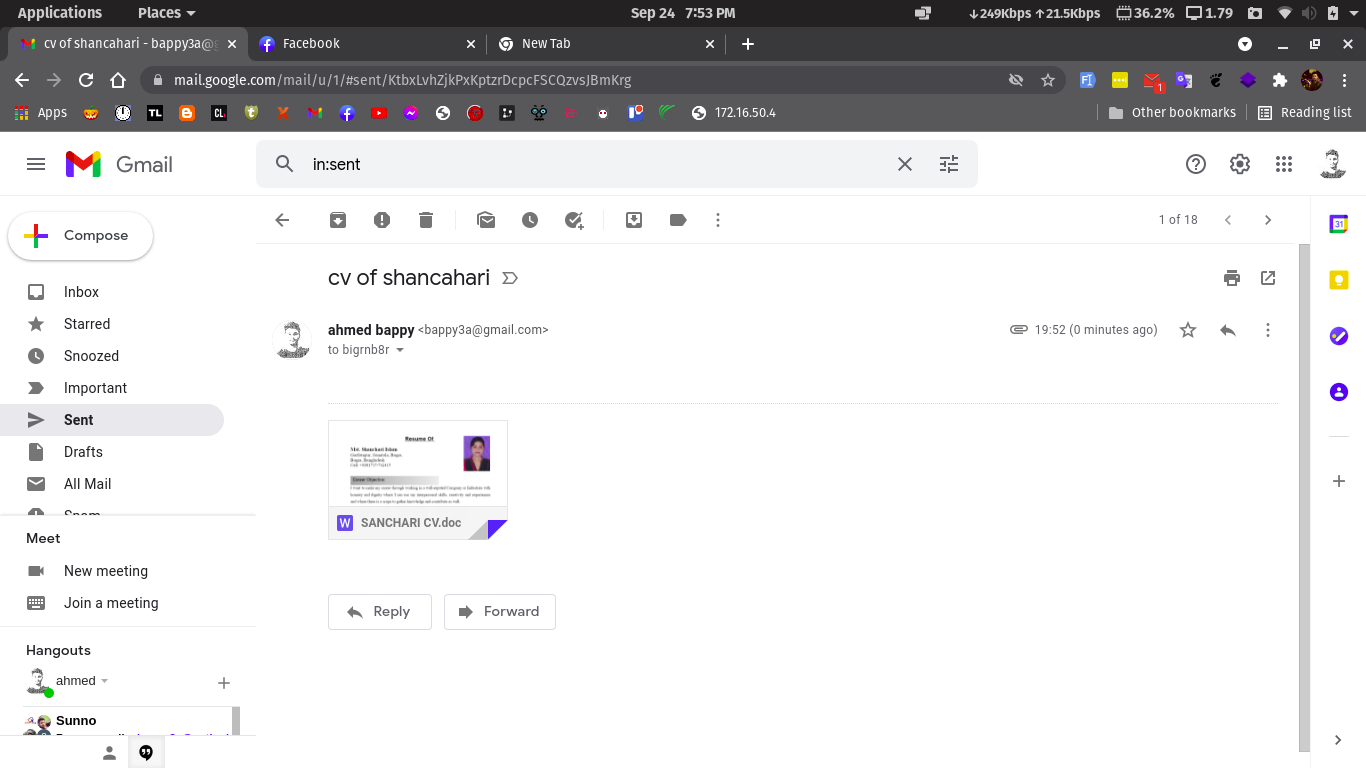 Applications Places Sep 24 7:53 PM ↓249Kbps ↑21.5Kbps 36.2% 1.79
cv of shancahari - bappy3a@g Facebook New Tab
mail.google.com/mail/u/1/#sent/KtbxLvhZjkPxKptzrDcpcFSCQzvsJBmKrg
Apps TL CL 172.16.50.4 Other bookmarks Reading list
Gmail in:sent
Compose 1 of 18
cv of shancahari
Inbox
Starred
Snoozed
Important
Sent
Drafts
All Mail
Spam
ahmed bappy <bappy3a@gmail.com> 19:52 (0 minutes ago)
to bigrnb8r
Resume Of
Career Objective
W SANCHARI CV.doc
Reply Forward
Meet
New meeting
Join a meeting
Hangouts
ahmed
Sunno
31
1